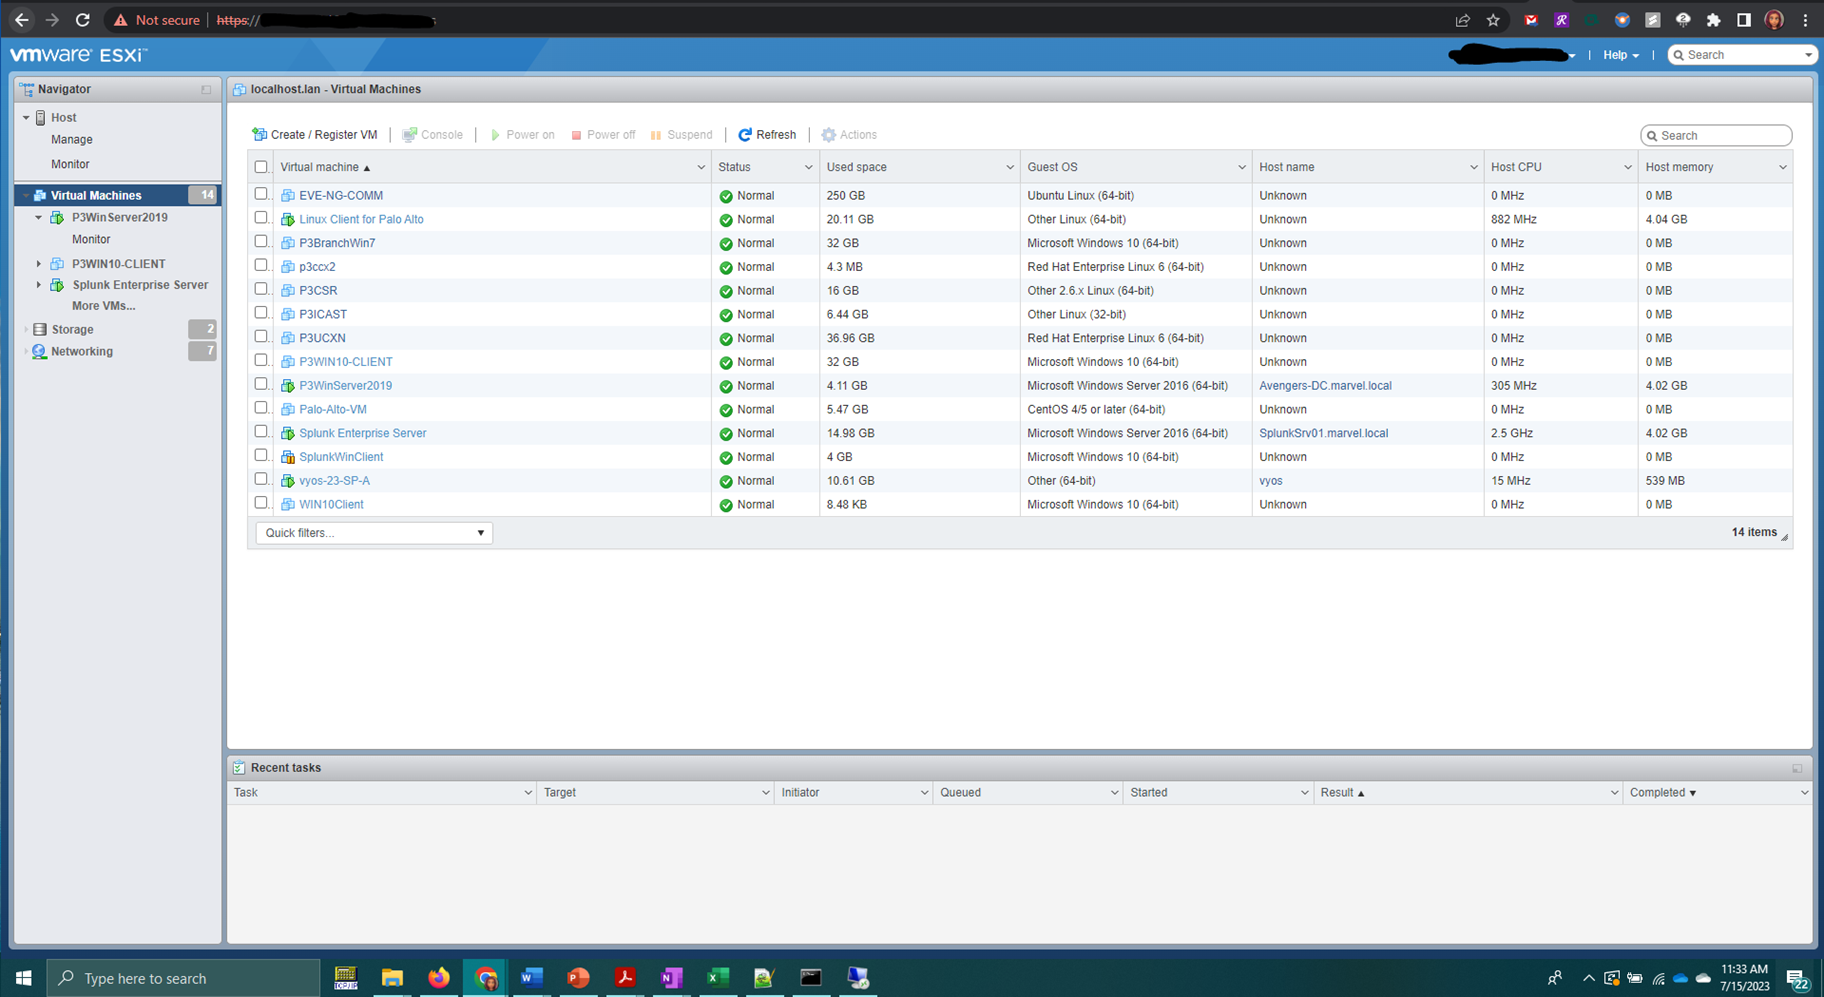 Not secure https://
vmware ESXi™
Help
Search
Navigator
Host
Manage
Monitor
Virtual Machines 14
P3WinServer2019
Monitor
P3WIN10-CLIENT
Splunk Enterprise Server
More VMs...
Storage 2
Networking 7
localhost.lan - Virtual Machines
Create / Register VM Console Power on Power off Suspend Refresh Actions
Search
Virtual machine ▲ Status Used space Guest OS Host name Host CPU Host memory
EVE-NG-COMM Normal 250 GB Ubuntu Linux (64-bit) Unknown 0 MHz 0 MB
Linux Client for Palo Alto Normal 20.11 GB Other Linux (64-bit) Unknown 882 MHz 4.04 GB
P3BranchWin7 Normal 32 GB Microsoft Windows 10 (64-bit) Unknown 0 MHz 0 MB
p3ccx2 Normal 4.3 MB Red Hat Enterprise Linux 6 (64-bit) Unknown 0 MHz 0 MB
P3CSR Normal 16 GB Other 2.6.x Linux (64-bit) Unknown 0 MHz 0 MB
P3ICAST Normal 6.44 GB Other Linux (32-bit) Unknown 0 MHz 0 MB
P3UCXN Normal 36.96 GB Red Hat Enterprise Linux 6 (64-bit) Unknown 0 MHz 0 MB
P3WIN10-CLIENT Normal 32 GB Microsoft Windows 10 (64-bit) Unknown 0 MHz 0 MB
P3WinServer2019 Normal 4.11 GB Microsoft Windows Server 2016 (64-bit) Avengers-DC.marvel.local 305 MHz 4.02 GB
Palo-Alto-VM Normal 5.47 GB CentOS 4/5 or later (64-bit) Unknown 0 MHz 0 MB
Splunk Enterprise Server Normal 14.98 GB Microsoft Windows Server 2016 (64-bit) SplunkSrv01.marvel.local 2.5 GHz 4.02 GB
SplunkWinClient Normal 4 GB Microsoft Windows 10 (64-bit) Unknown 0 MHz 0 MB
vyos-23-SP-A Normal 10.61 GB Other (64-bit) vyos 15 MHz 539 MB
WIN10Client Normal 8.48 KB Microsoft Windows 10 (64-bit) Unknown 0 MHz 0 MB
Quick filters... 14 items
Recent tasks
Task Target Initiator Queued Started Result ▲ Completed ▼
Type here to search
TCP/IP
11:33 AM
7/15/2023
22